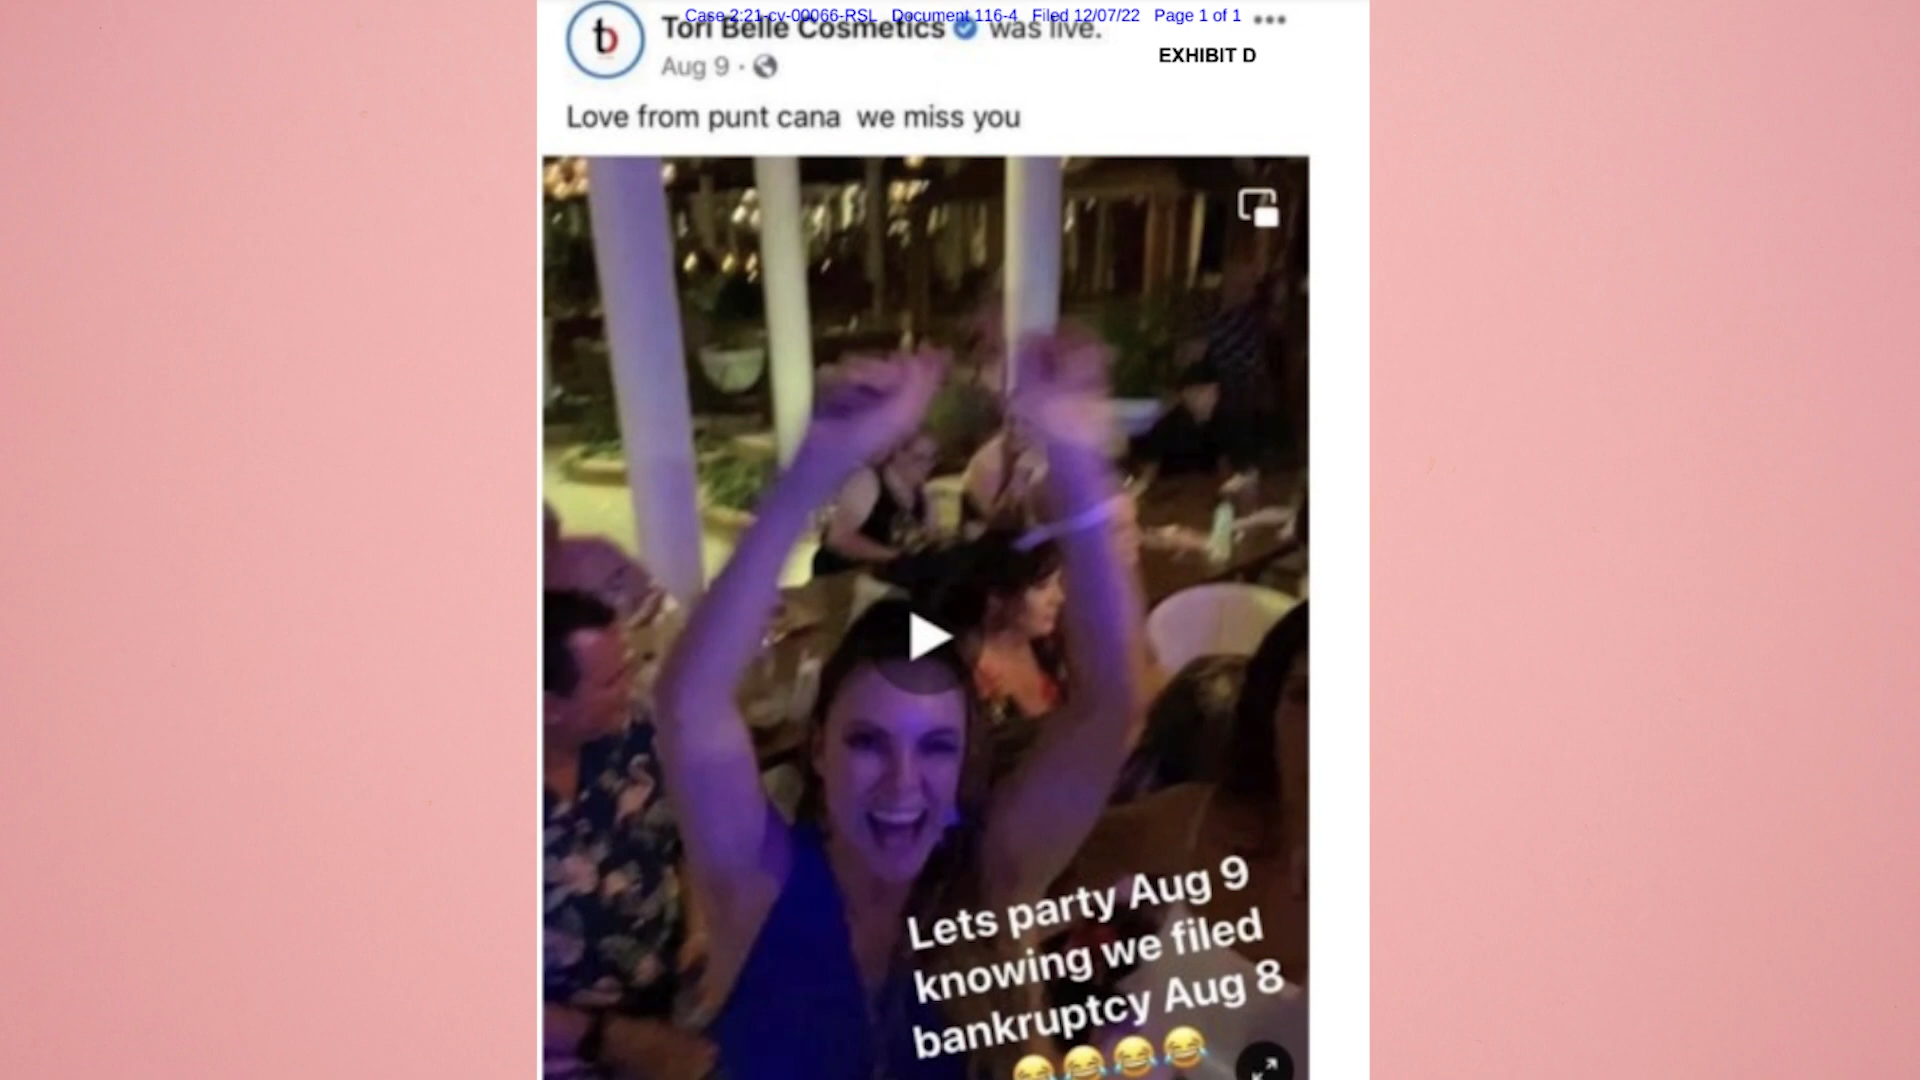 Case 2:21-cv-00066-RSL Document 116-4 Filed 12/07/22 Page 1 of 1
tb
Tori Belle Cosmetics was live.
Aug 9 ·
EXHIBIT D
Love from punt cana we miss you
Lets party Aug 9
knowing we filed
bankruptcy Aug 8
😂😂😂😂